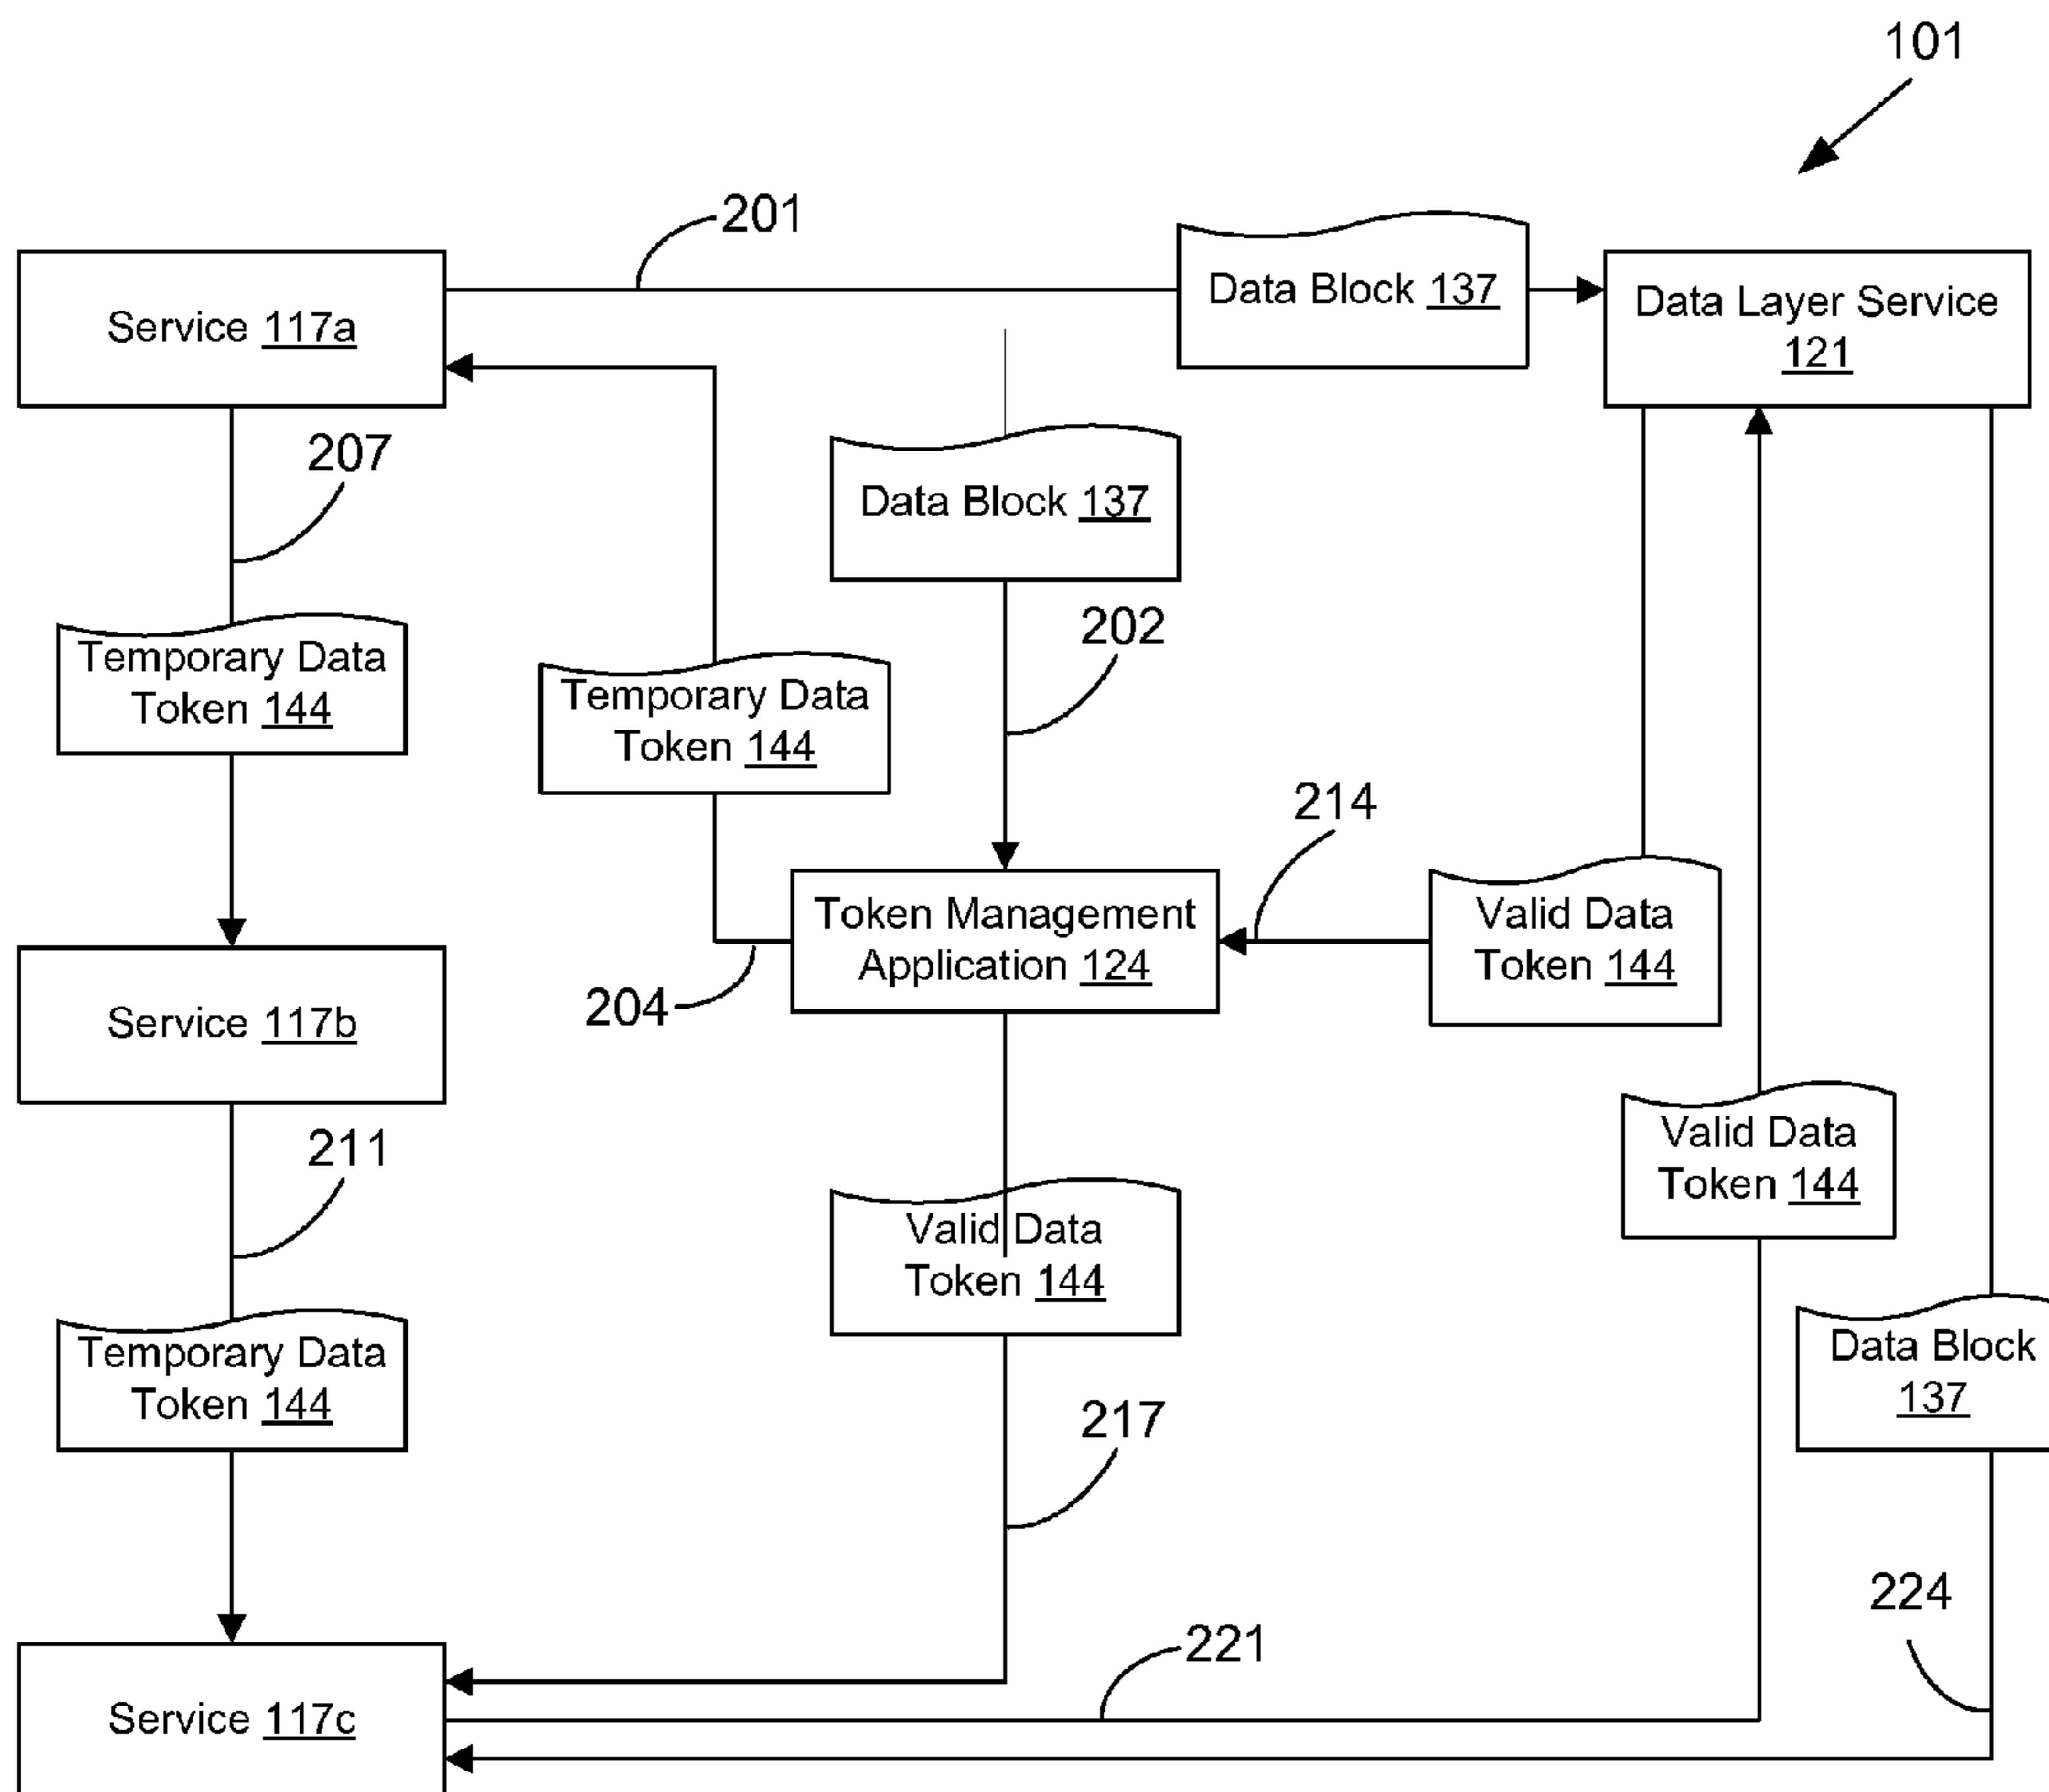 101
201
Service 117a
Data Block 137
Data Layer Service
121
207
Data Block 137
202
Temporary Data
Token 144
Temporary Data
Token 144
214
Token Management
Application 124
Valid Data
Token 144
204
Service 117b
211
Valid Data
Token 144
Valid Data
Token 144
Temporary Data
Token 144
Data Block
137
217
224
221
Service 117c